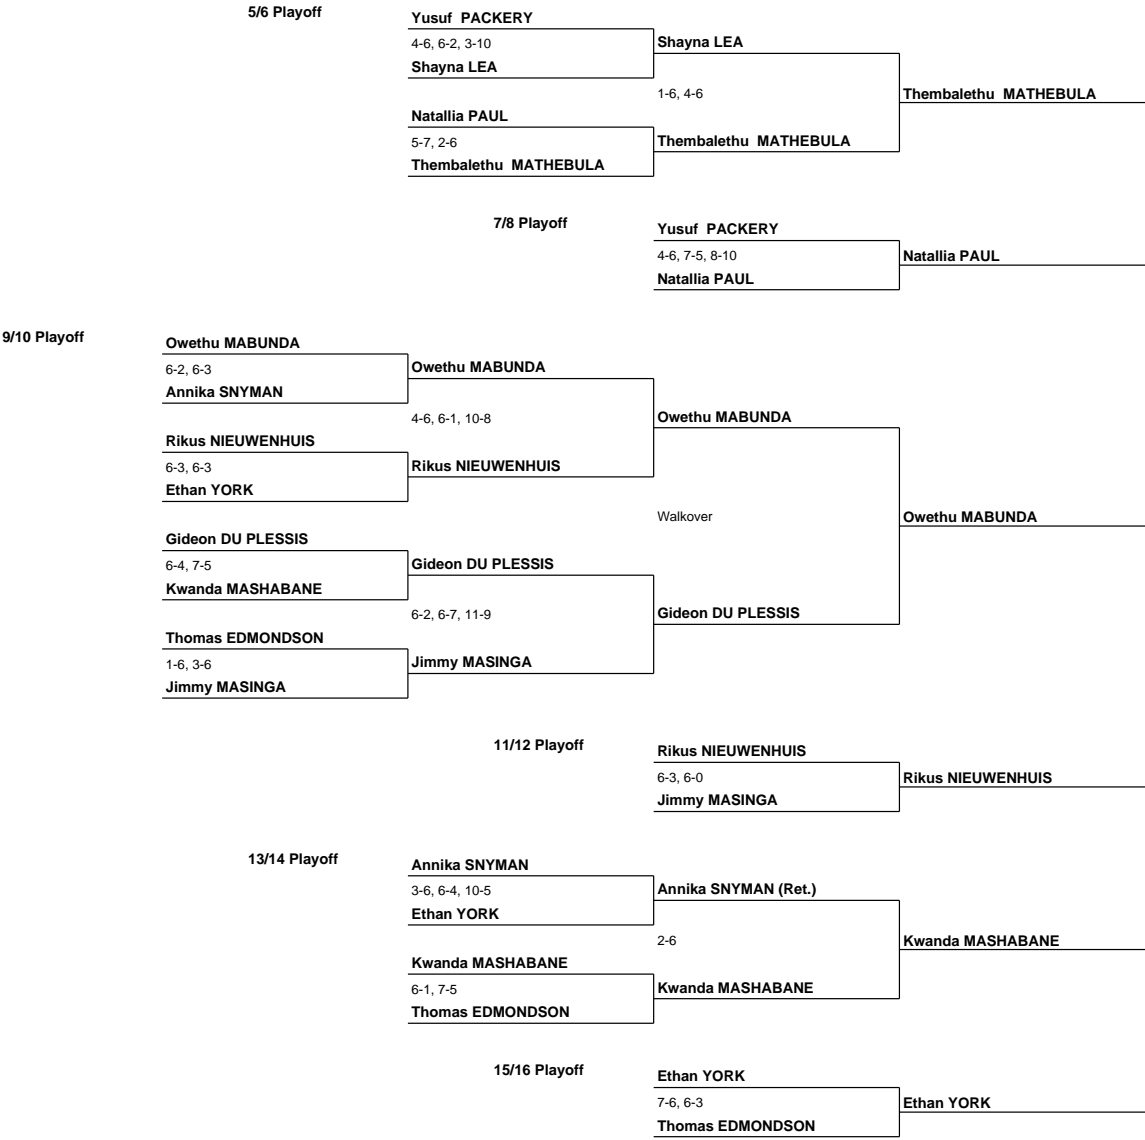 5/6 Playoff
Yusuf  PACKERY
4-6, 6-2, 3-10
Shayna LEA
Shayna LEA
1-6, 4-6
Thembalethu  MATHEBULA
Natallia PAUL
5-7, 2-6
Thembalethu  MATHEBULA
Thembalethu  MATHEBULA
7/8 Playoff
Yusuf  PACKERY
4-6, 7-5, 8-10
Natallia PAUL
Natallia PAUL
9/10 Playoff
Owethu MABUNDA
6-2, 6-3
Owethu MABUNDA
Annika SNYMAN
4-6, 6-1, 10-8
Owethu MABUNDA
Rikus NIEUWENHUIS
6-3, 6-3
Rikus NIEUWENHUIS
Ethan YORK
Walkover
Owethu MABUNDA
Gideon DU PLESSIS
6-4, 7-5
Gideon DU PLESSIS
Kwanda MASHABANE
6-2, 6-7, 11-9
Gideon DU PLESSIS
Thomas EDMONDSON
1-6, 3-6
Jimmy MASINGA
Jimmy MASINGA
11/12 Playoff
Rikus NIEUWENHUIS
6-3, 6-0
Rikus NIEUWENHUIS
Jimmy MASINGA
13/14 Playoff
Annika SNYMAN
3-6, 6-4, 10-5
Annika SNYMAN (Ret.)
Ethan YORK
2-6
Kwanda MASHABANE
Kwanda MASHABANE
6-1, 7-5
Kwanda MASHABANE
Thomas EDMONDSON
15/16 Playoff
Ethan YORK
7-6, 6-3
Ethan YORK
Thomas EDMONDSON